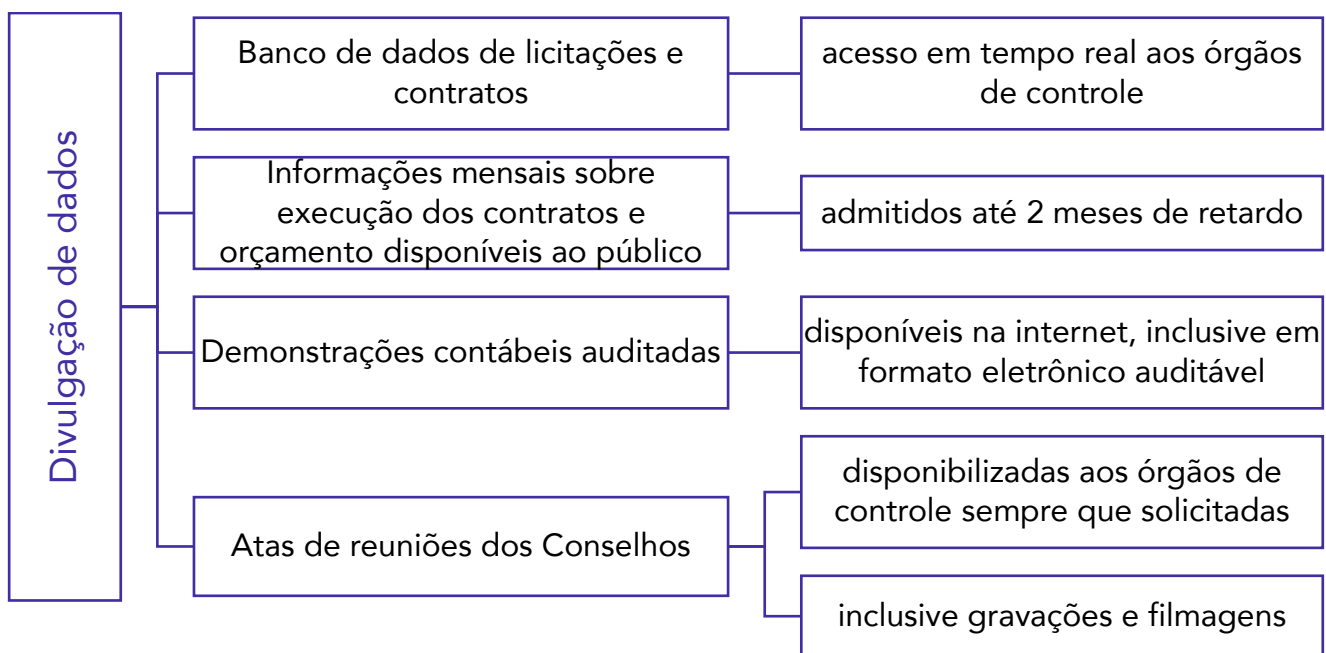 Divulgação de dados
Banco de dados de licitações e
contratos
acesso em tempo real aos órgãos
de controle
Informações mensais sobre
execução dos contratos e
orçamento disponíveis ao público
admitidos até 2 meses de retardo
Demonstrações contábeis auditadas
disponíveis na internet, inclusive em
formato eletrônico auditável
Atas de reuniões dos Conselhos
disponibilizadas aos órgãos de
controle sempre que solicitadas
inclusive gravações e filmagens